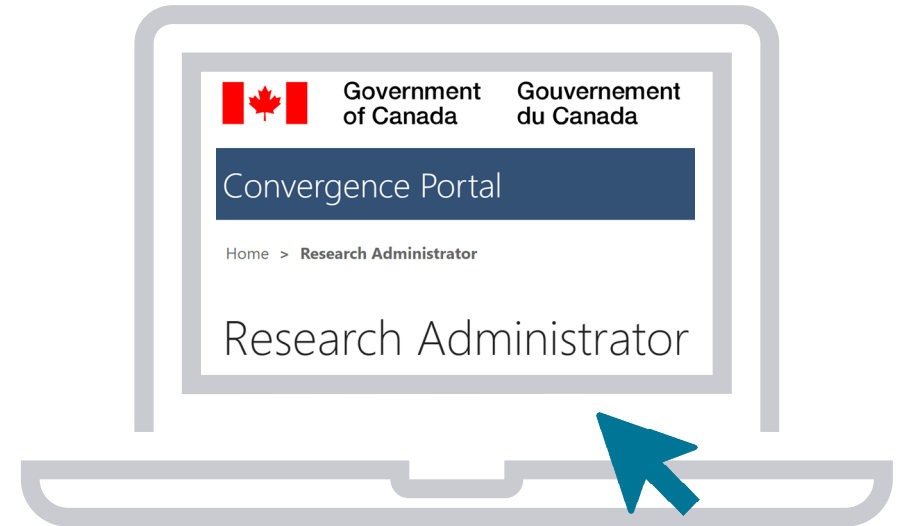 Government
of Canada
Gouvernement
du Canada
Convergence Portal
Home > Research Administrator
Research Administrator